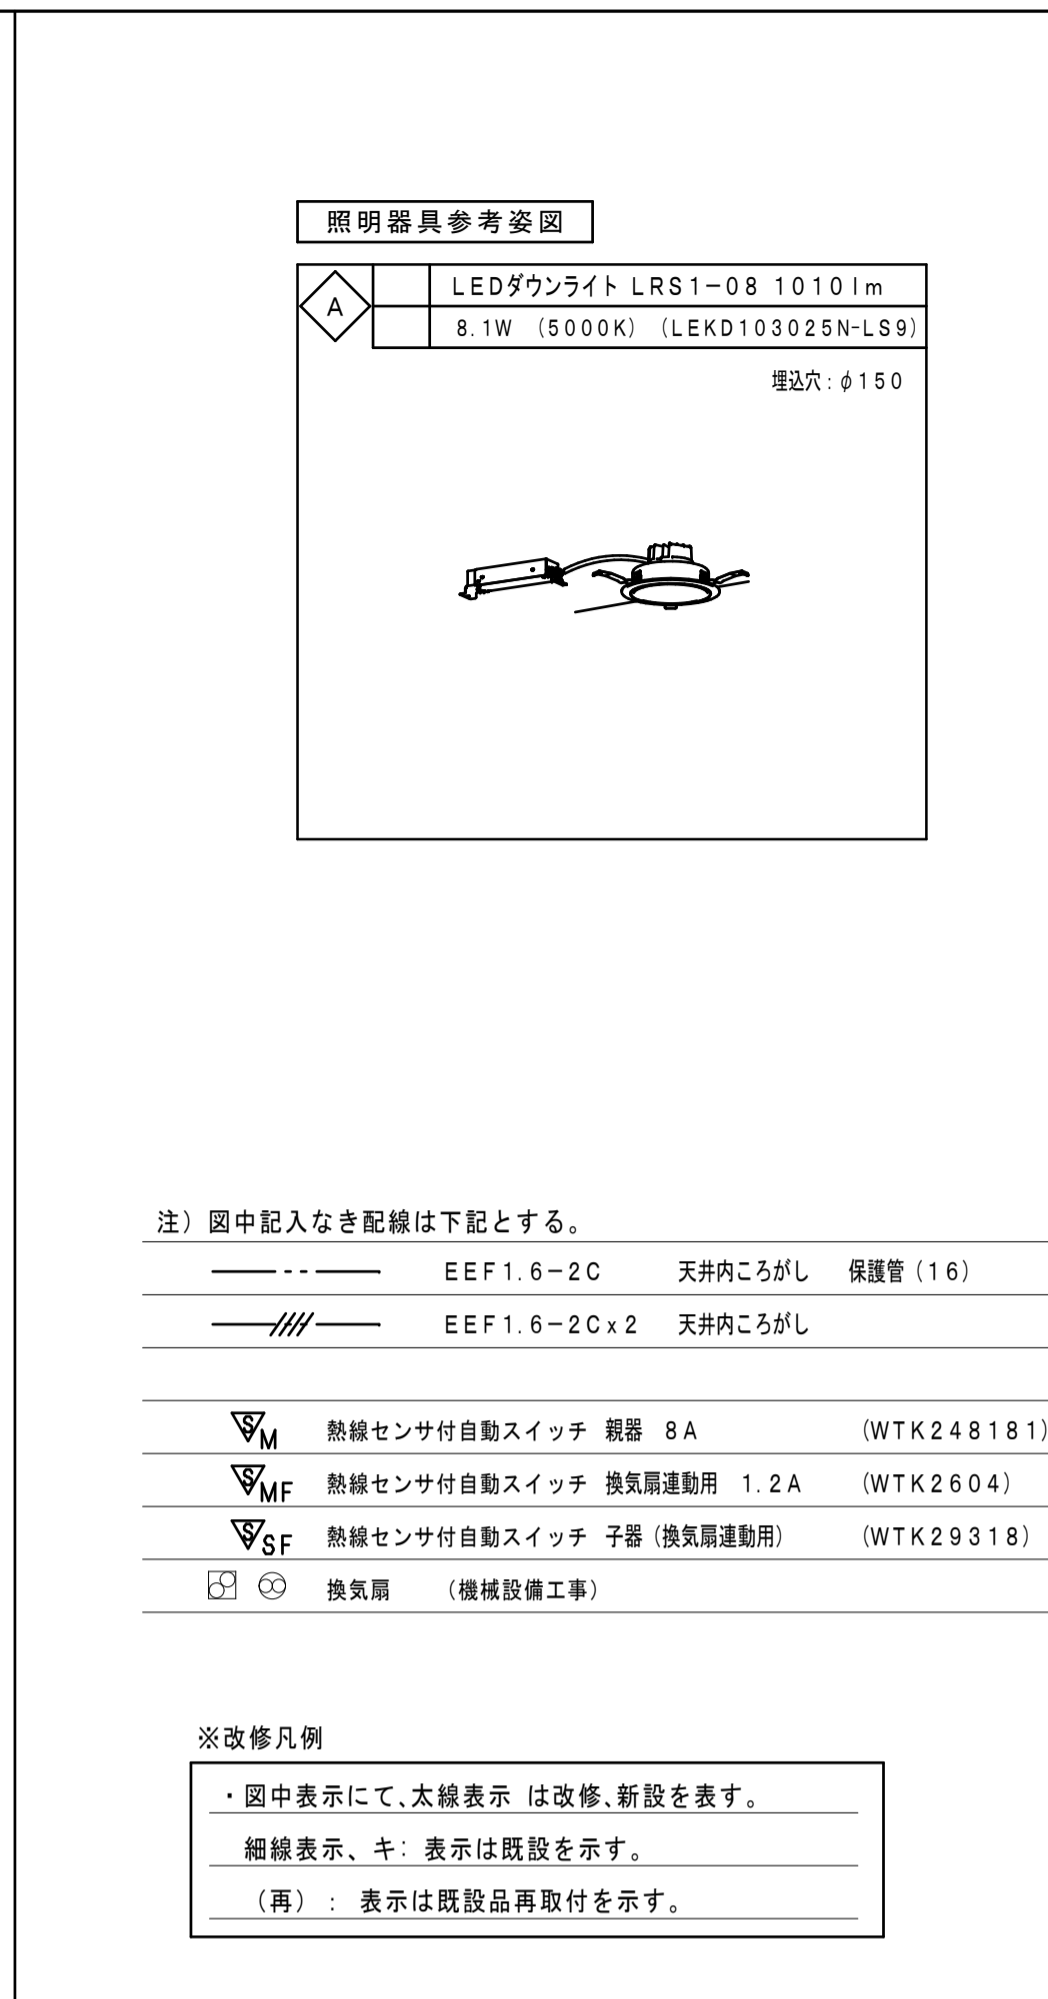 照明器具参考姿図
A
LEDダウンライト LRS1-08 1010lm
8.1W (5000K) (LEKD103025N-LS9)
埋込穴：φ150
注）図中記入なき配線は下記とする。
EEF1.6-2C 天井内ころがし 保護管（16）
EEF1.6-2Cx2 天井内ころがし
S M 熱線センサ付自動スイッチ 親器 8A (WTK248181)
S MF 熱線センサ付自動スイッチ 換気扇連動用 1.2A (WTK2604)
S SF 熱線センサ付自動スイッチ 子器（換気扇連動用） (WTK29318)
換気扇 （機械設備工事）
※改修凡例
・図中表示にて、太線表示 は改修、新設を表す。
細線表示、キ：表示は既設を示す。
（再）：表示は既設品再取付を示す。